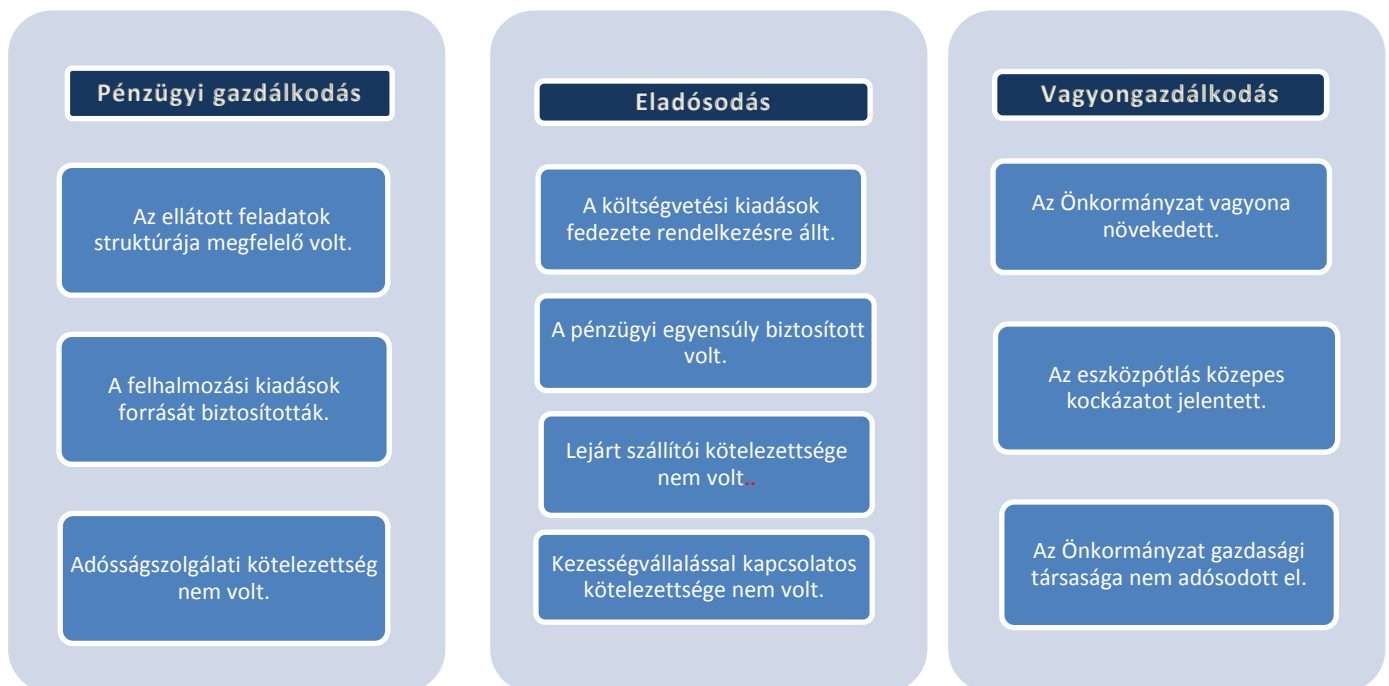 Pénzügyi gazdálkodás
Az ellátott feladatok
struktúrája megfelelő volt.
A felhalmozási kiadások
forrását biztosították.
Adósságszolgálati kötelezettség
nem volt.
Eladósodás
A költségvetési kiadások
fedezete rendelkezésre állt.
A pénzügyi egyensúly biztosított
volt.
Lejárt szállítói kötelezettsége
nem volt..
Kezességvállalással kapcsolatos
kötelezettsége nem volt.
Vagyongazdálkodás
Az Önkormányzat vagyona
növekedett.
Az eszközpótlás közepes
kockázatot jelentett.
Az Önkormányzat gazdasági
társasága nem adósodott el.